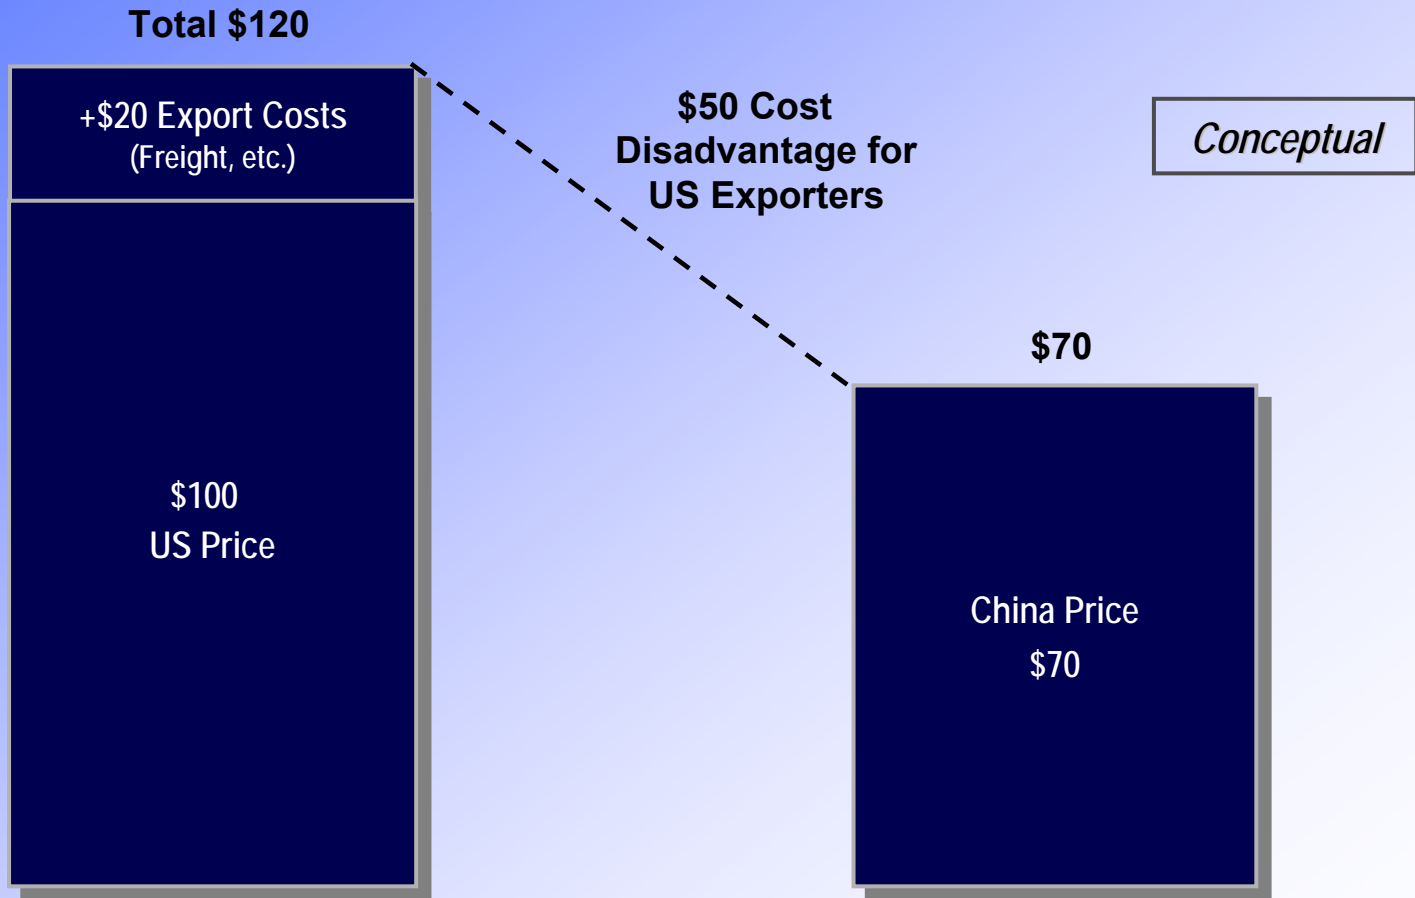 Total $120
+$20 Export Costs
(Freight, etc.)
$100
US Price
$50 Cost
Disadvantage for
US Exporters
Conceptual
$70
China Price
$70